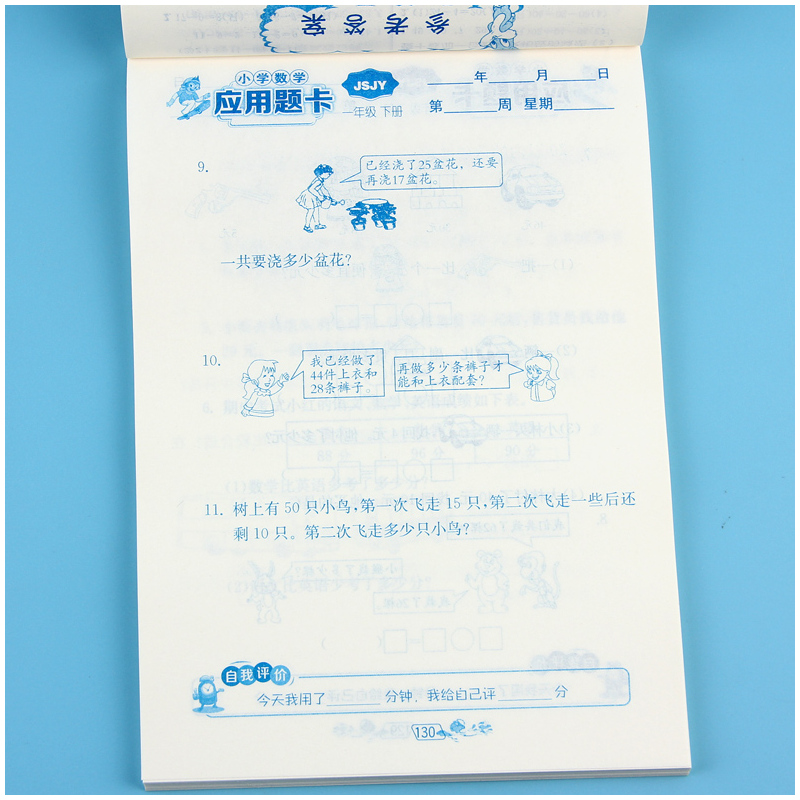 参考答案
小学数学
应用题卡
JSJY
一年级 下册
年 月 日
第 周 星期
9.
已经浇了25盆花，还要
再浇17盆花。
一共要浇多少盆花？
10.
我已经做了
44件上衣和
28条裤子。
再做多少条裤子才
能和上衣配套？
11. 树上有 50 只小鸟，第一次飞走 15 只，第二次飞走一些后还
剩 10 只。第二次飞走多少只小鸟？
自我评价
今天我用了 分钟、我给自己评 分
130